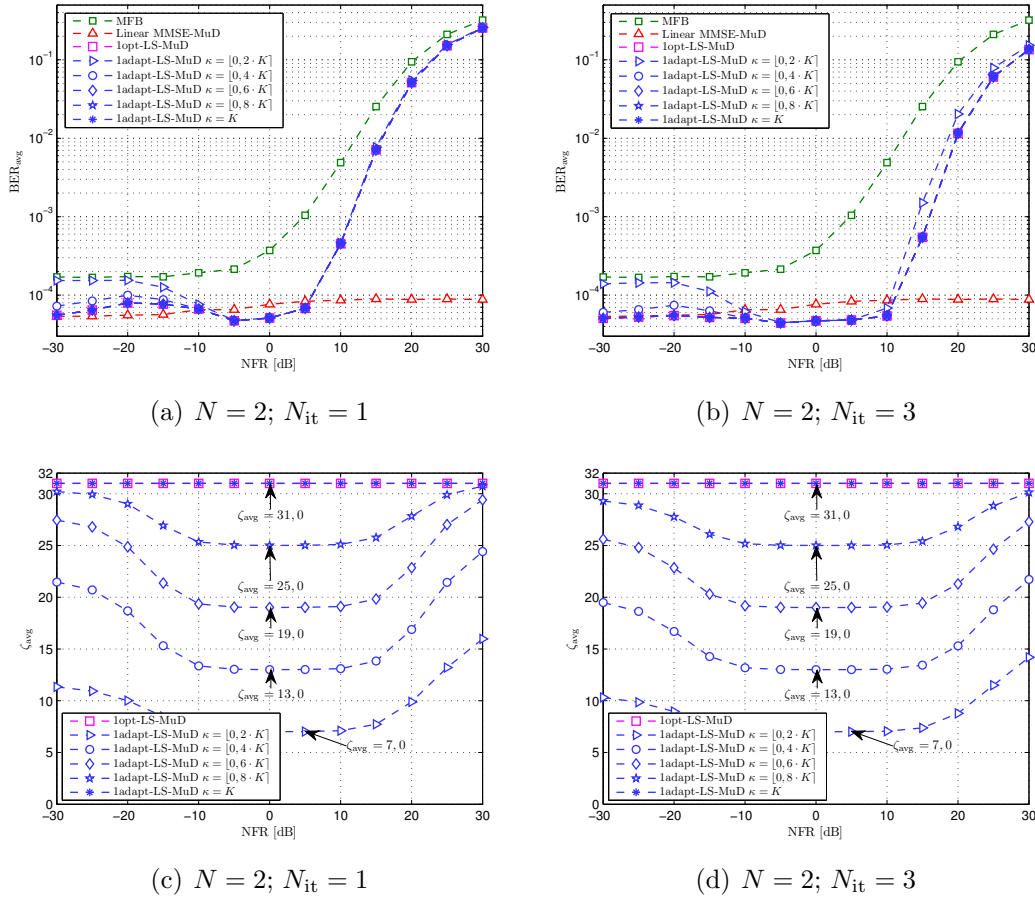 MFB
Linear MMSE-MuD
1opt-LS-MuD
1adapt-LS-MuD κ = ⌊0, 2 · K⌉
1adapt-LS-MuD κ = ⌊0, 4 · K⌉
1adapt-LS-MuD κ = ⌊0, 6 · K⌉
1adapt-LS-MuD κ = ⌊0, 8 · K⌉
1adapt-LS-MuD κ = K
BER_avg
10^−1
10^−2
10^−3
10^−4
−30 −20 −10 0 10 20 30
NFR [dB]
(a) N = 2; N_it = 1
MFB
Linear MMSE-MuD
1opt-LS-MuD
1adapt-LS-MuD κ = ⌊0, 2 · K⌉
1adapt-LS-MuD κ = ⌊0, 4 · K⌉
1adapt-LS-MuD κ = ⌊0, 6 · K⌉
1adapt-LS-MuD κ = ⌊0, 8 · K⌉
1adapt-LS-MuD κ = K
BER_avg
10^−1
10^−2
10^−3
10^−4
−30 −20 −10 0 10 20 30
NFR [dB]
(b) N = 2; N_it = 3
ζ_avg
32
30
25
20
15
10
5
0
ζ_avg = 31, 0
ζ_avg = 25, 0
ζ_avg = 19, 0
ζ_avg = 13, 0
ζ_avg = 7, 0
1opt-LS-MuD
1adapt-LS-MuD κ = ⌊0, 2 · K⌉
1adapt-LS-MuD κ = ⌊0, 4 · K⌉
1adapt-LS-MuD κ = ⌊0, 6 · K⌉
1adapt-LS-MuD κ = ⌊0, 8 · K⌉
1adapt-LS-MuD κ = K
−30 −20 −10 0 10 20 30
NFR [dB]
(c) N = 2; N_it = 1
ζ_avg
32
30
25
20
15
10
5
0
ζ_avg = 31, 0
ζ_avg = 25, 0
ζ_avg = 19, 0
ζ_avg = 13, 0
ζ_avg = 7, 0
1opt-LS-MuD
1adapt-LS-MuD κ = ⌊0, 2 · K⌉
1adapt-LS-MuD κ = ⌊0, 4 · K⌉
1adapt-LS-MuD κ = ⌊0, 6 · K⌉
1adapt-LS-MuD κ = ⌊0, 8 · K⌉
1adapt-LS-MuD κ = K
−30 −20 −10 0 10 20 30
NFR [dB]
(d) N = 2; N_it = 3